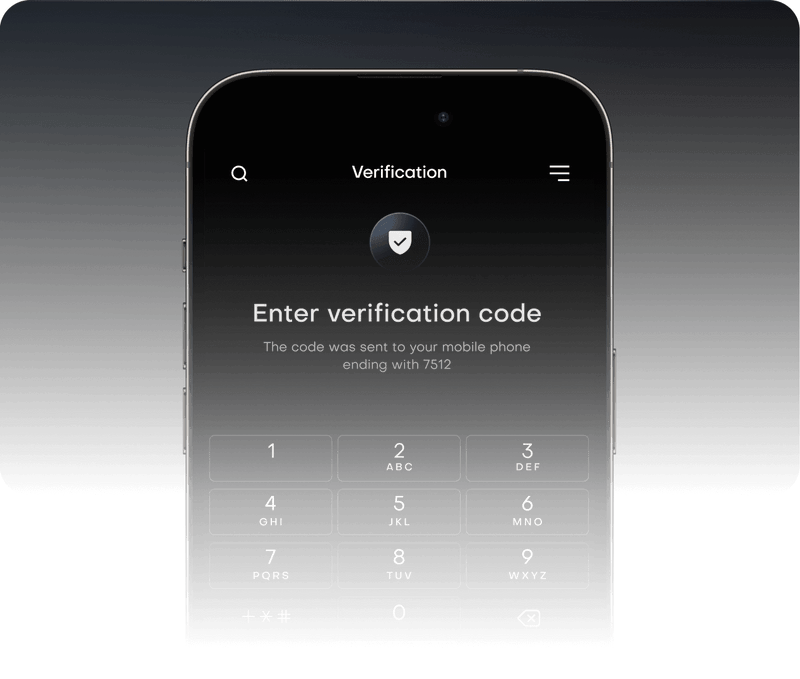 Verification
Enter verification code
The code was sent to your mobile phone
ending with 7512
1 2 3
ABC DEF
4 5 6
GHI JKL MNO
7 8 9
PQRS TUV WXYZ
+*# 0